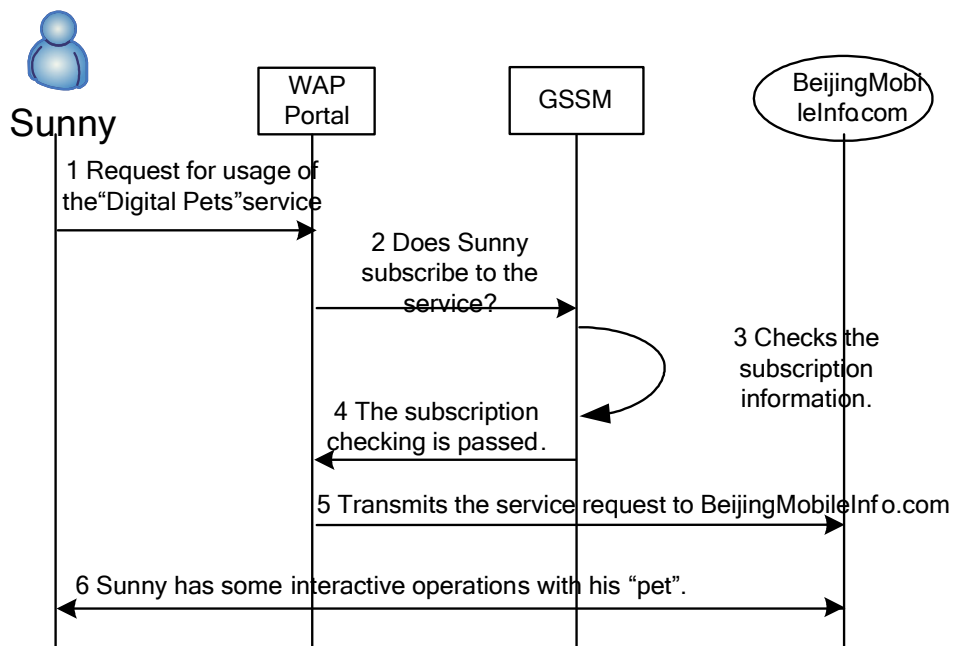 Sunny
WAP
Portal
GSSM
BeijingMobi
leInfo.com
1 Request for usage of
the“Digital Pets”service
2 Does Sunny
subscribe to the
service?
3 Checks the
subscription
information.
4 The subscription
checking is passed.
5 Transmits the service request to BeijingMobileInfo.com
6 Sunny has some interactive operations with his “pet”.